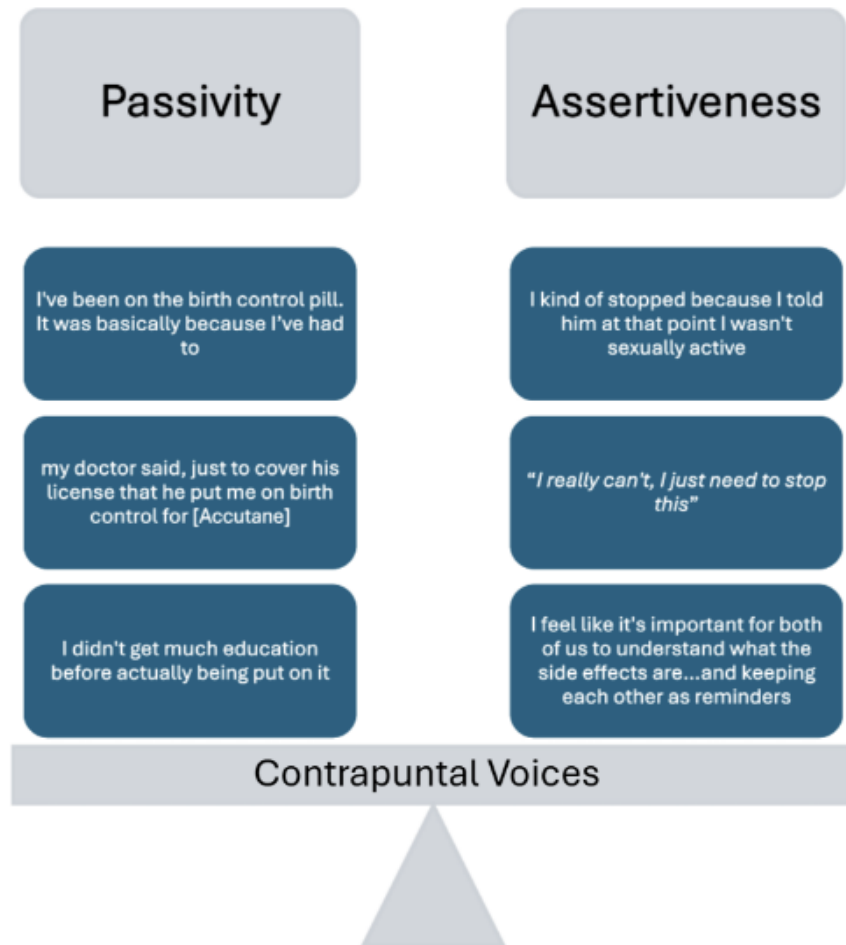 Passivity
Assertiveness
I've been on the birth control pill.
It was basically because I've had
to
I kind of stopped because I told
him at that point I wasn't
sexually active
my doctor said, just to cover his
license that he put me on birth
control for [Accutane]
“I really can't, I just need to stop
this”
I didn't get much education
before actually being put on it
I feel like it's important for both
of us to understand what the
side effects are...and keeping
each other as reminders
Contrapuntal Voices